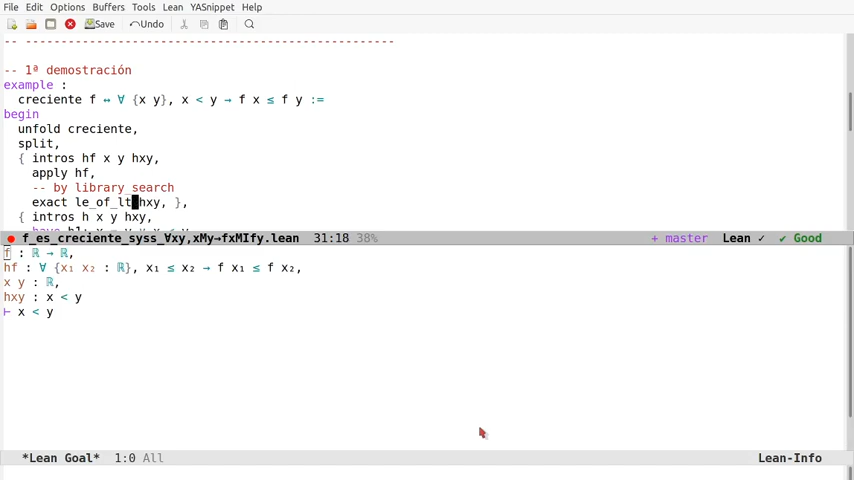 File Edit Options Buffers Tools Lean YASnippet Help
Save Undo
-- ----------------------------------------------------
-- 1ª demostración
example :
creciente f ↔ ∀ {x y}, x < y → f x ≤ f y :=
begin
unfold creciente,
split,
{ intros hf x y hxy,
apply hf,
-- by library_search
exact le_of_lt hxy, },
{ intros h x y hxy,
have h1: x = y ∨ x < y,
f_es_creciente_syss_∀xy,xMy→fxMIfy.lean 31:18 38% + master Lean ✓ ✔ Good
f : ℝ → ℝ,
hf : ∀ {x₁ x₂ : ℝ}, x₁ ≤ x₂ → f x₁ ≤ f x₂,
x y : ℝ,
hxy : x < y
⊢ x < y
*Lean Goal* 1:0 All Lean-Info